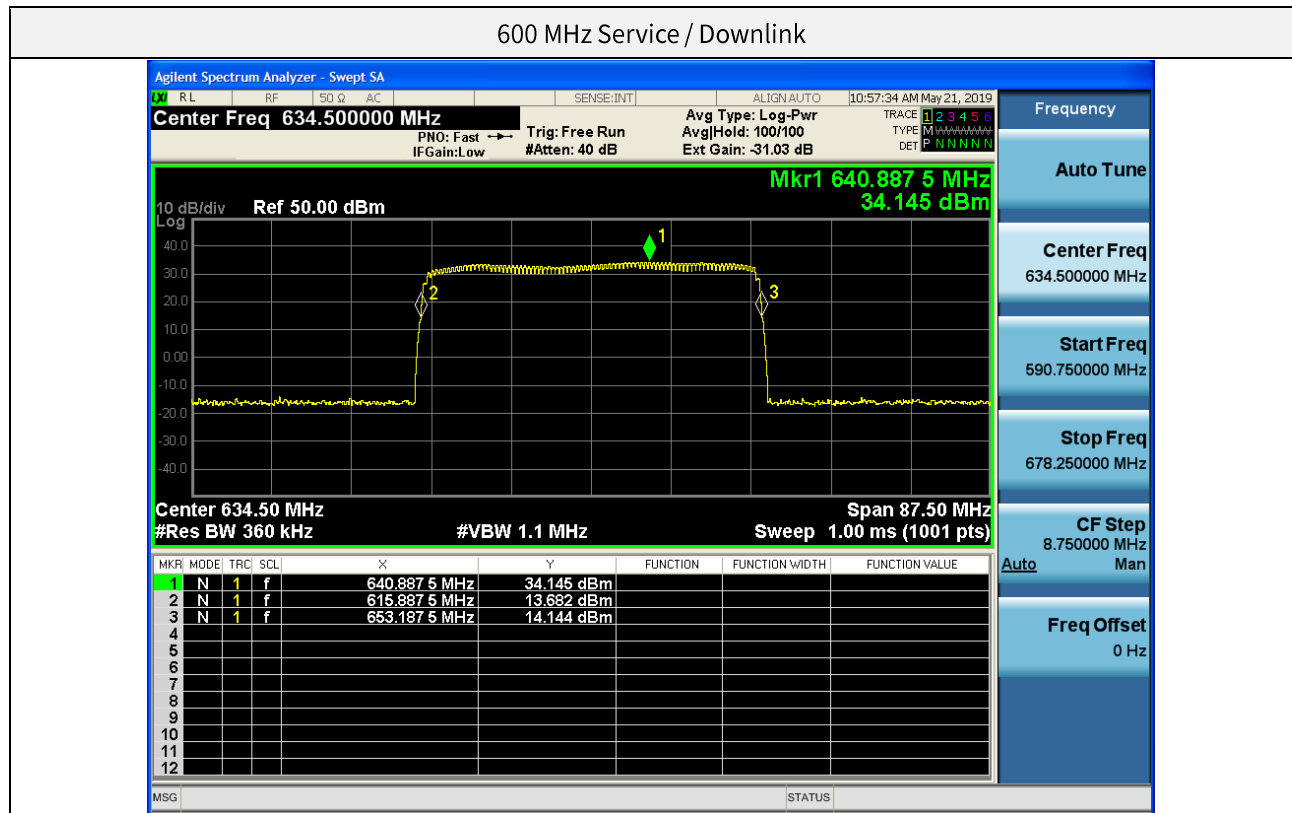 600 MHz Service / Downlink
Agilent Spectrum Analyzer - Swept SA
LXI RL RF 50 Ω AC SENSE:INT ALIGN AUTO 10:57:34 AM May 21, 2019
Center Freq 634.500000 MHz
PNO: Fast
IFGain:Low
Trig: Free Run
#Atten: 40 dB
Avg Type: Log-Pwr
Avg|Hold: 100/100
Ext Gain: -31.03 dB
TRACE 1 2 3 4 5 6
TYPE M
DET P N N N N N
Mkr1 640.887 5 MHz
34.145 dBm
10 dB/div Ref 50.00 dBm
Log
40.0
30.0
20.0
10.0
0.00
-10.0
-20.0
-30.0
-40.0
1
2
3
Center 634.50 MHz Span 87.50 MHz
#Res BW 360 kHz #VBW 1.1 MHz Sweep 1.00 ms (1001 pts)
MKR MODE TRC SCL X Y FUNCTION FUNCTION WIDTH FUNCTION VALUE
1 N 1 f 640.887 5 MHz 34.145 dBm
2 N 1 f 615.887 5 MHz 13.682 dBm
3 N 1 f 653.187 5 MHz 14.144 dBm
4
5
6
7
8
9
10
11
12
MSG STATUS
Frequency
Auto Tune
Center Freq
634.500000 MHz
Start Freq
590.750000 MHz
Stop Freq
678.250000 MHz
CF Step
8.750000 MHz
Auto Man
Freq Offset
0 Hz